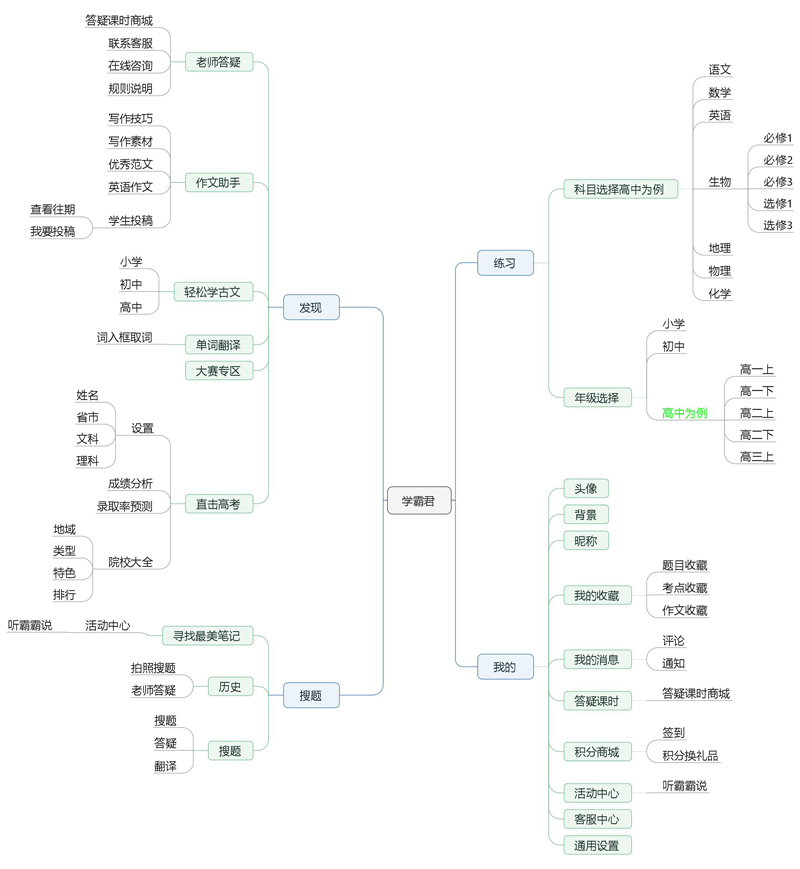 学霸君
发现
老师答疑
答疑课时商城
联系客服
在线咨询
规则说明
作文助手
写作技巧
写作素材
优秀范文
英语作文
学生投稿
查看往期
我要投稿
轻松学古文
小学
初中
高中
单词翻译
词入框取词
大赛专区
直击高考
设置
姓名
省市
文科
理科
成绩分析
录取率预测
院校大全
地域
类型
特色
排行
搜题
寻找最美笔记
活动中心
听霸霸说
历史
拍照搜题
老师答疑
搜题
搜题
答疑
翻译
练习
科目选择高中为例
语文
数学
英语
生物
必修1
必修2
必修3
选修1
选修3
地理
物理
化学
年级选择
小学
初中
高中为例
高一上
高一下
高二上
高二下
高三上
我的
头像
背景
昵称
我的收藏
题目收藏
考点收藏
作文收藏
我的消息
评论
通知
答疑课时
答疑课时商城
积分商城
签到
积分换礼品
活动中心
听霸霸说
客服中心
通用设置